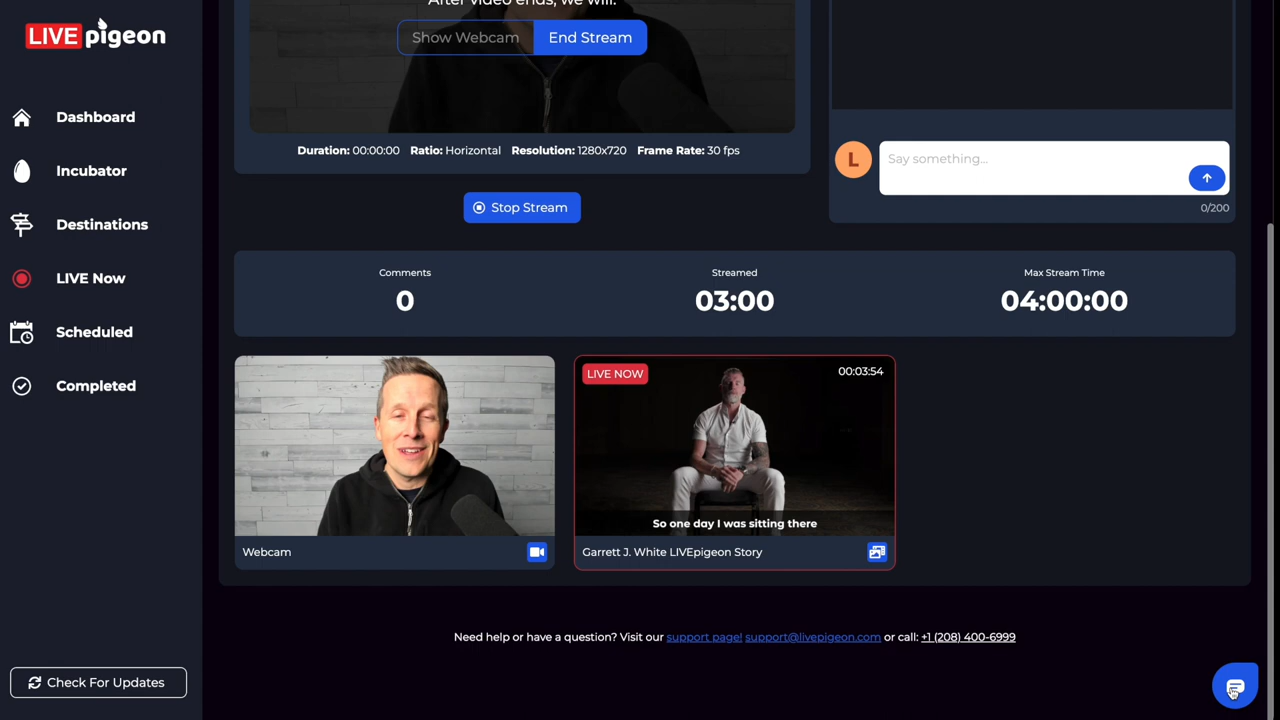 LIVE pigeon
Dashboard
Incubator
Destinations
LIVE Now
Scheduled
Completed
Check For Updates
After video ends, we will:
Show Webcam
End Stream
Duration: 00:00:00 Ratio: Horizontal Resolution: 1280x720 Frame Rate: 30 fps
Stop Stream
L
Say something...
0/200
Comments
0
Streamed
03:00
Max Stream Time
04:00:00
Webcam
LIVE NOW
00:03:54
So one day I was sitting there
Garrett J. White LIVEpigeon Story
Need help or have a question? Visit our support page! support@livepigeon.com or call: +1 (208) 400-6999